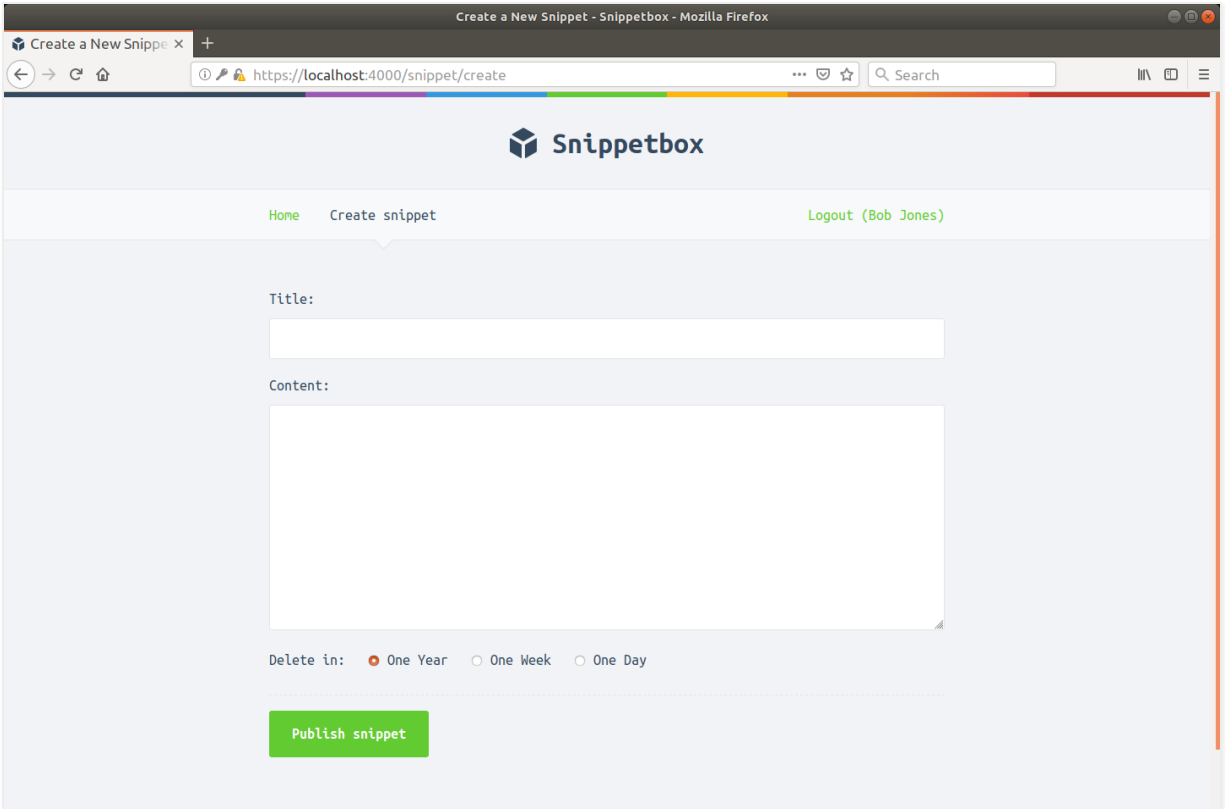 Create a New Snippet - Snippetbox - Mozilla Firefox
Create a New Snippe
https://localhost:4000/snippet/create
Search
Snippetbox
Home Create snippet Logout (Bob Jones)
Title:
Content:
Delete in: One Year One Week One Day
Publish snippet